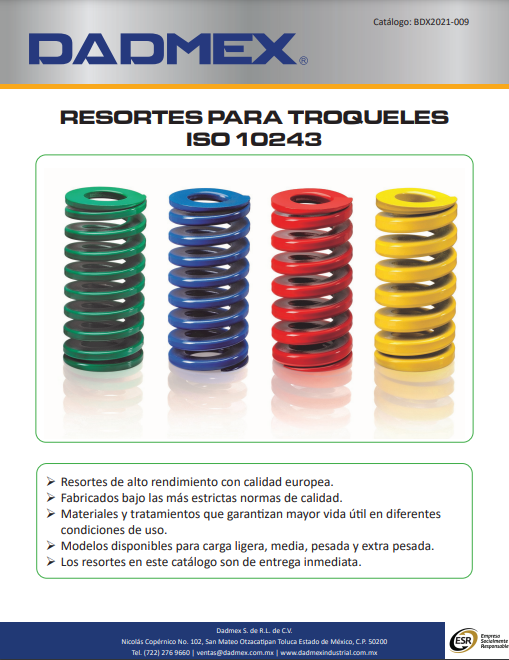 Catálogo: BDX2021-009
DADMEX®
RESORTES PARA TROQUELES
ISO 10243
➢ Resortes de alto rendimiento con calidad europea.
➢ Fabricados bajo las más estrictas normas de calidad.
➢ Materiales y tratamientos que garantizan mayor vida útil en diferentes
condiciones de uso.
➢ Modelos disponibles para carga ligera, media, pesada y extra pesada.
➢ Los resortes en este catálogo son de entrega inmediata.
Dadmex S. de R.L. de C.V.
Nicolás Copérnico No. 102, San Mateo Otzacatipan Toluca Estado de México, C.P. 50200
Tel. (722) 276 9660 | ventas@dadmex.com.mx | www.dadmexindustrial.com.mx
ESR
Empresa
Socialmente
Responsable